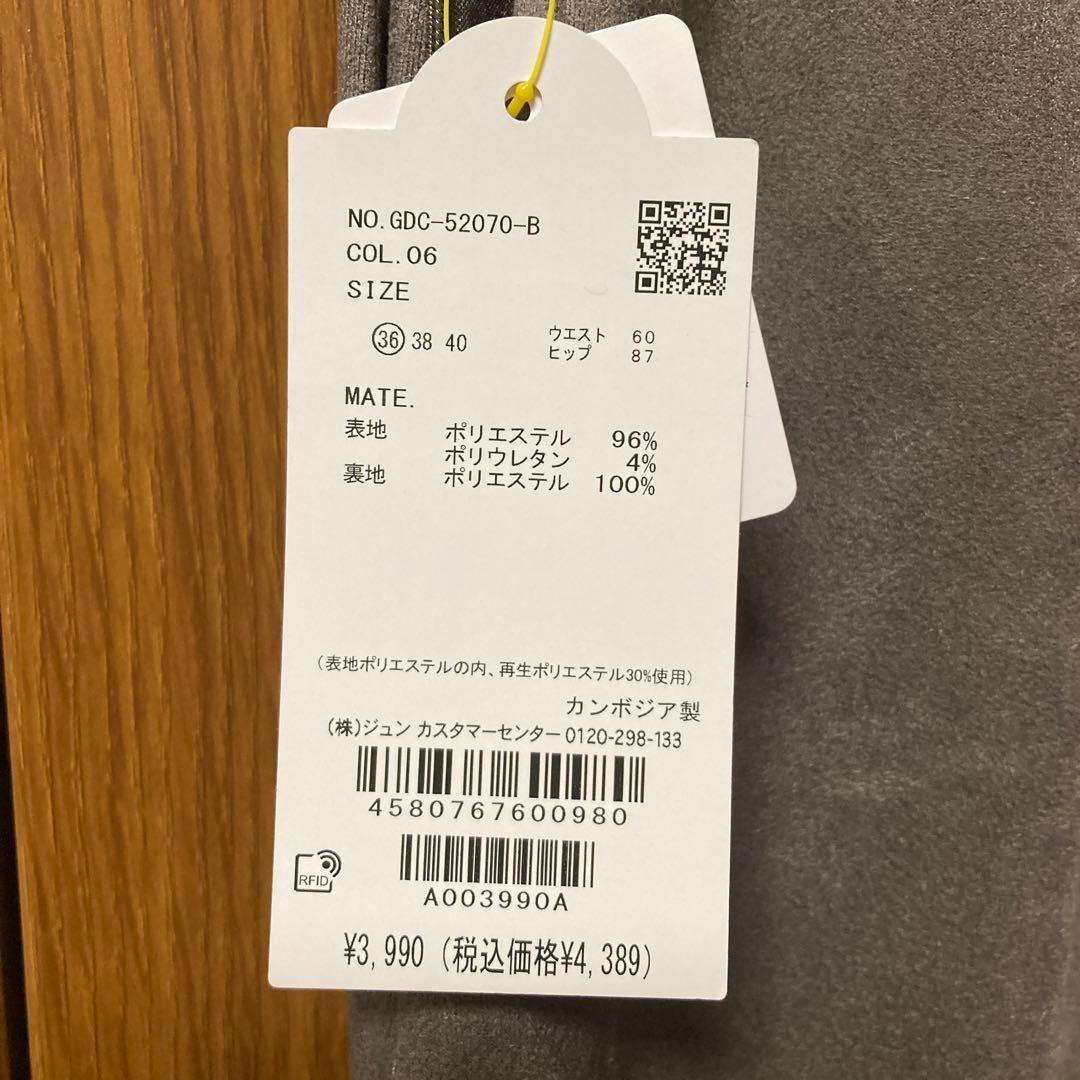 NO.GDC-52070-B
COL.06
SIZE
36 38 40
ウエスト 60
ヒップ 87
MATE.
表地 ポリエステル 96%
ポリウレタン 4%
裏地 ポリエステル 100%
(表地ポリエステルの内、再生ポリエステル30%使用)
カンボジア製
(株)ジュン カスタマーセンター 0120-298-133
4580767600980
RFID
A003990A
¥3,990 (税込価格¥4,389)